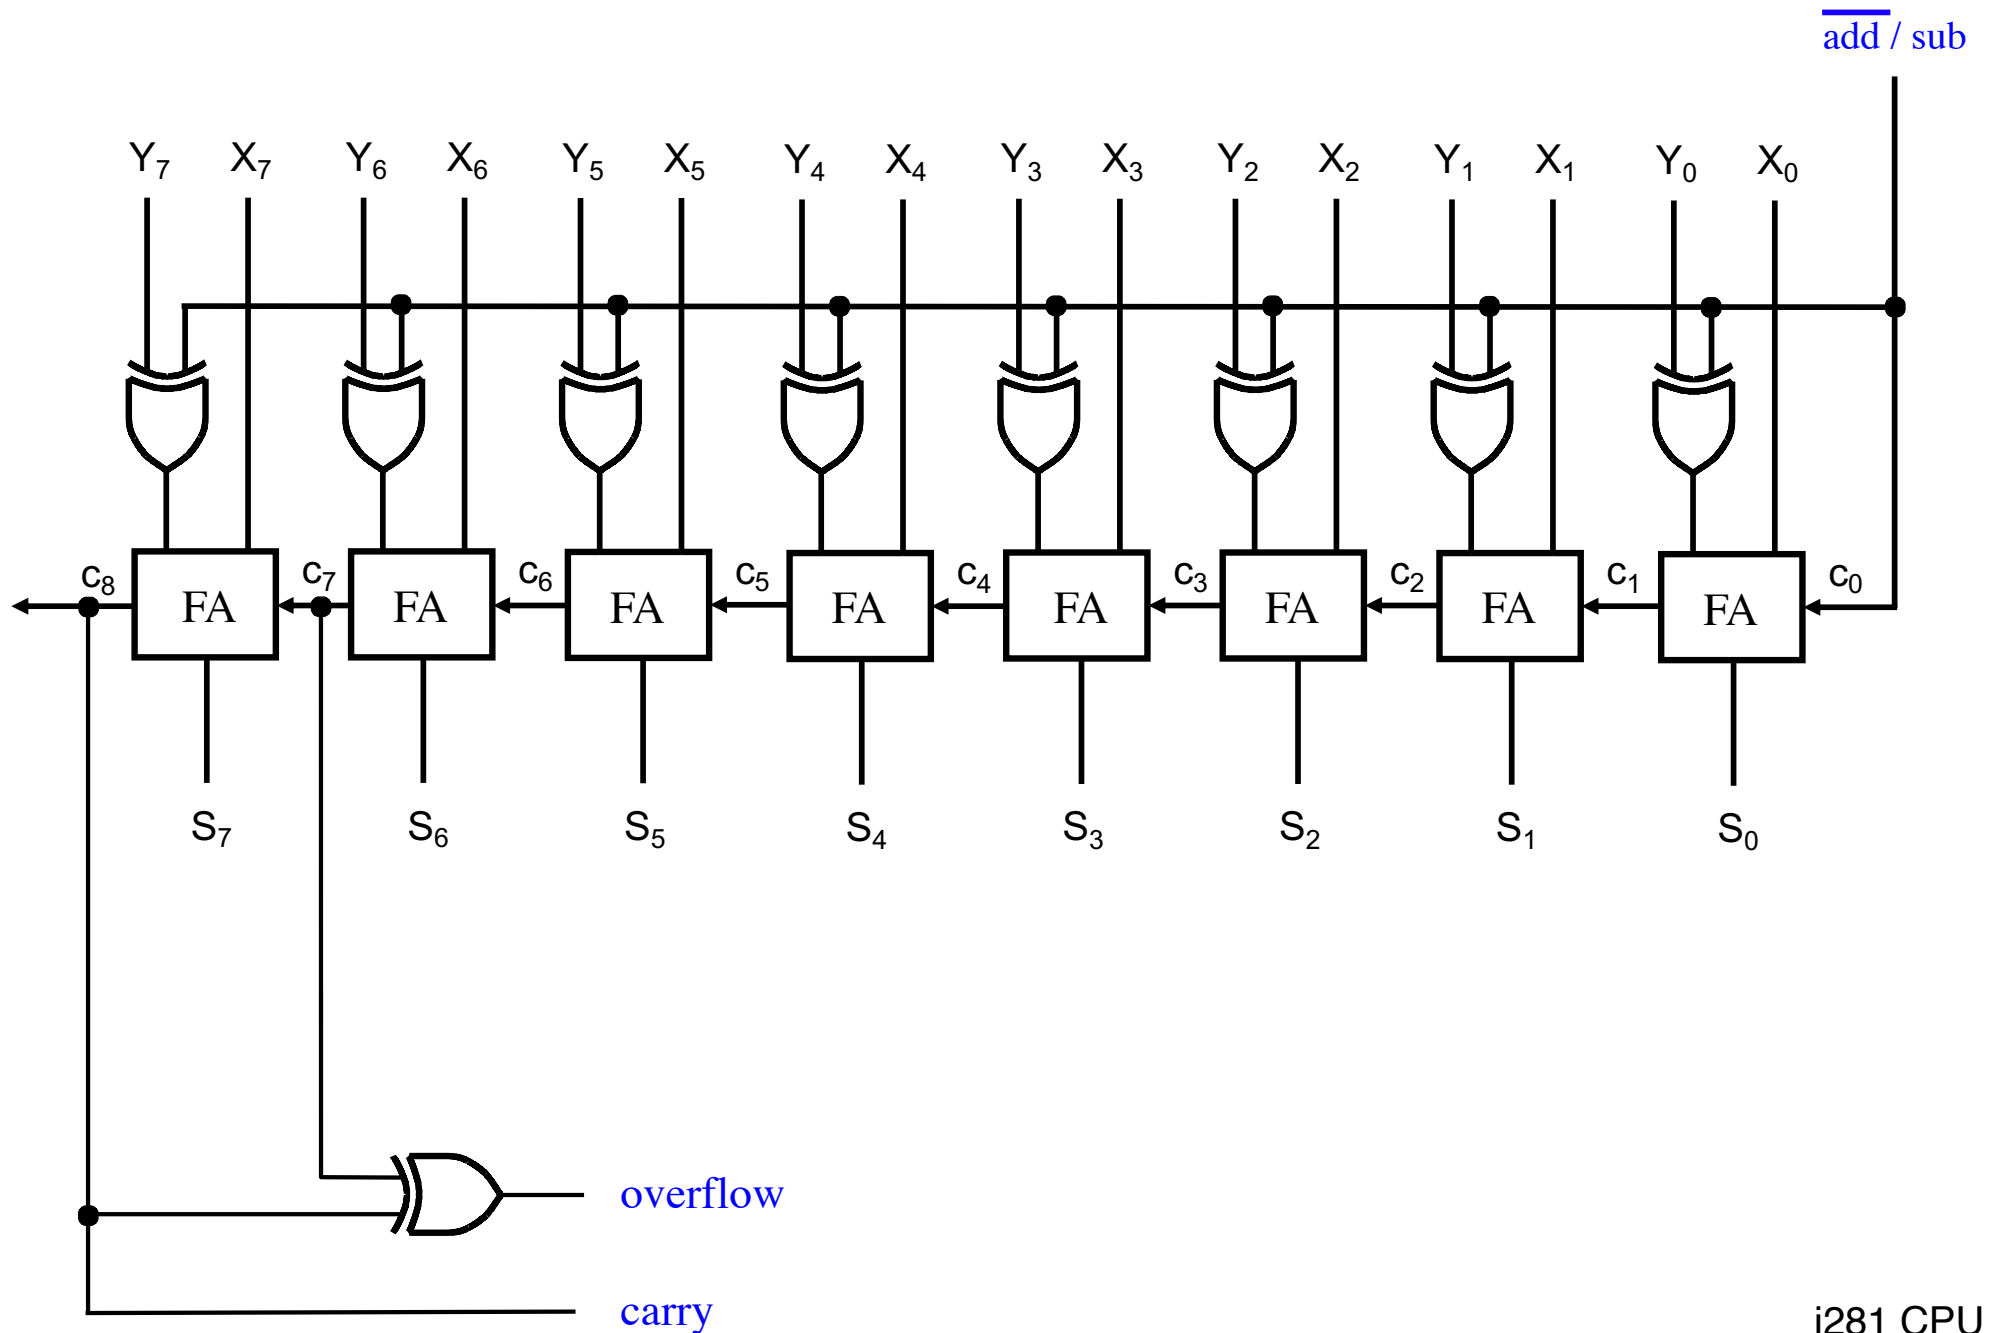 add / sub
Y₇ X₇ Y₆ X₆ Y₅ X₅ Y₄ X₄ Y₃ X₃ Y₂ X₂ Y₁ X₁ Y₀ X₀
c₈ FA c₇ FA c₆ FA c₅ FA c₄ FA c₃ FA c₂ FA c₁ FA c₀
S₇ S₆ S₅ S₄ S₃ S₂ S₁ S₀
overflow
carry
i281 CPU